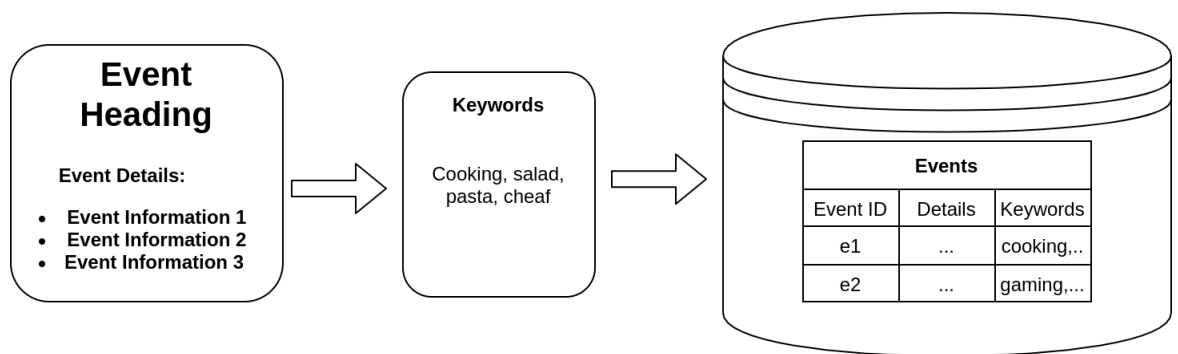 Event
Heading
Event Details:
• Event Information 1
• Event Information 2
• Event Information 3
Keywords
Cooking, salad,
pasta, cheaf
Events
Event ID Details Keywords
e1 ... cooking,..
e2 ... gaming,...